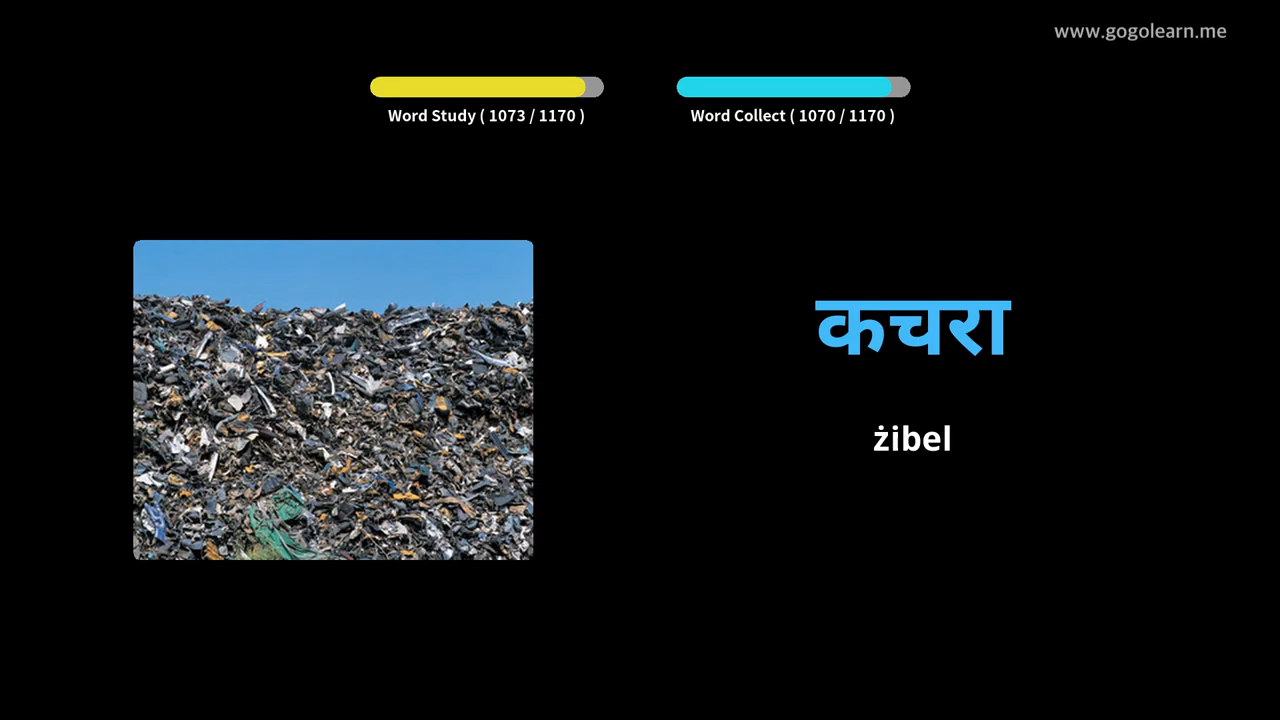 www.gogolearn.me
Word Study ( 1073 / 1170 )
Word Collect ( 1070 / 1170 )
कचरा
żibel